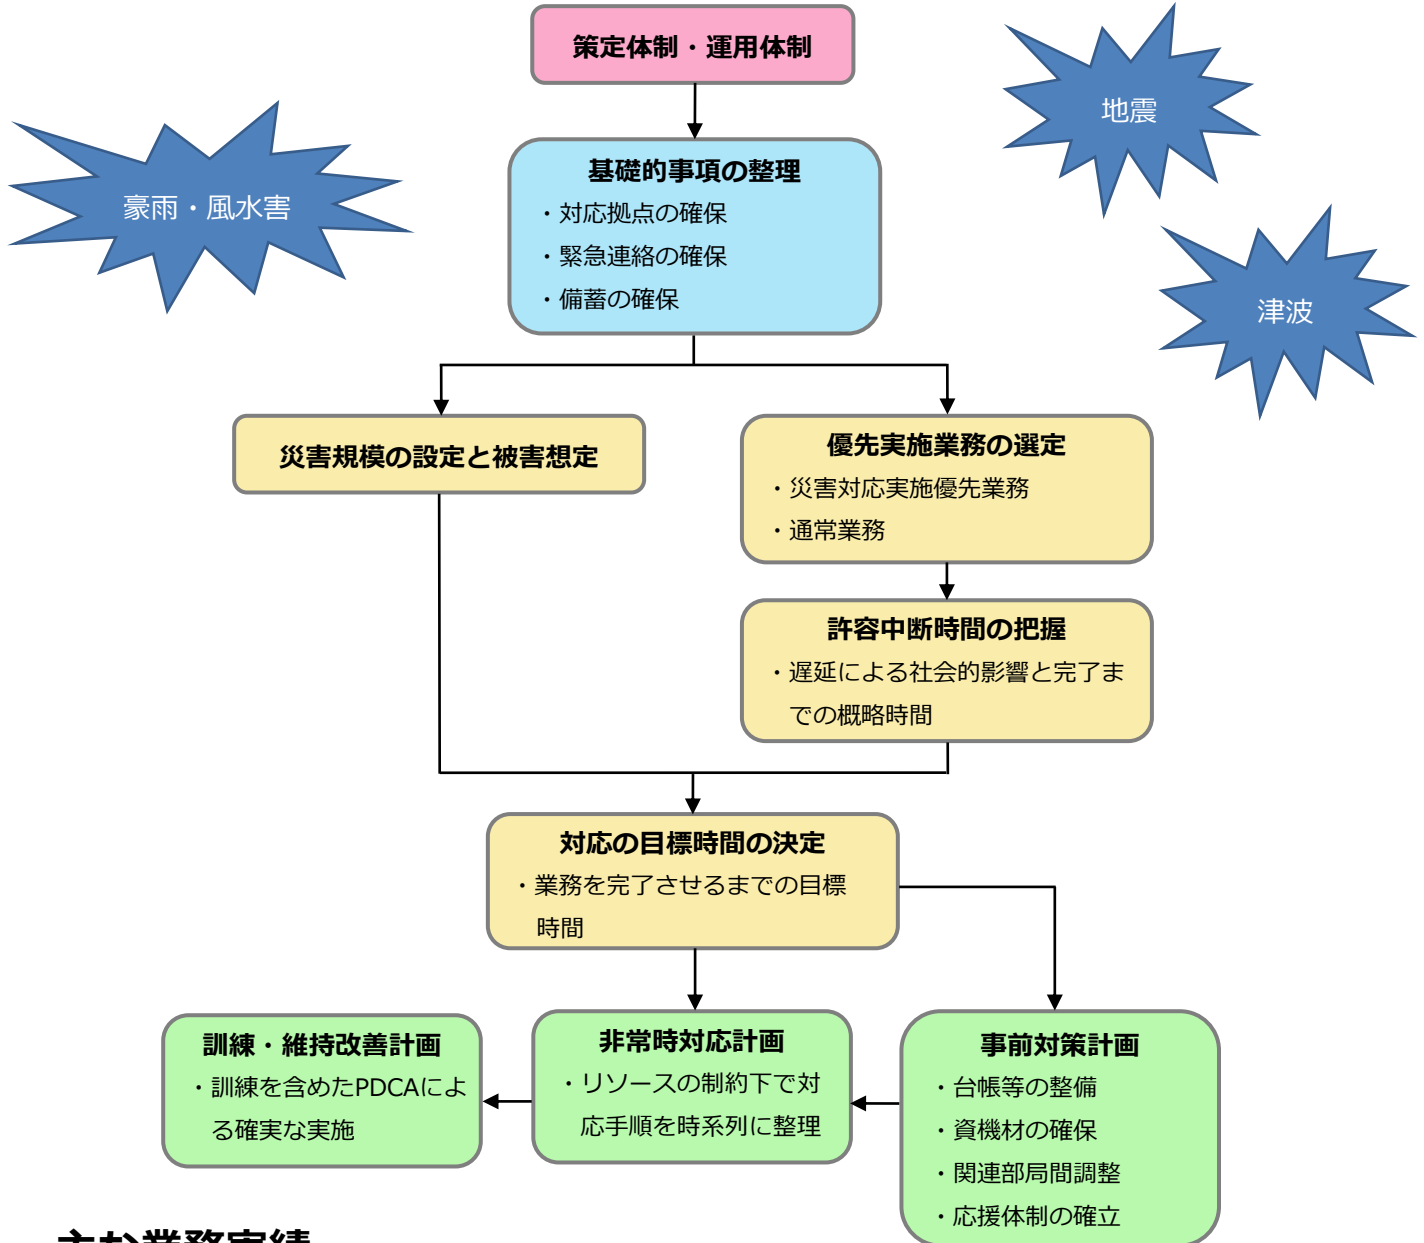 策定体制・運用体制
地震
豪雨・風水害
基礎的事項の整理
・対応拠点の確保
・緊急連絡の確保
・備蓄の確保
津波
災害規模の設定と被害想定
優先実施業務の選定
・災害対応実施優先業務
・通常業務
許容中断時間の把握
・遅延による社会的影響と完了ま
での概略時間
対応の目標時間の決定
・業務を完了させるまでの目標
時間
訓練・維持改善計画
・訓練を含めたPDCAによ
る確実な実施
非常時対応計画
・リソースの制約下で対
応手順を時系列に整理
事前対策計画
・台帳等の整備
・資機材の確保
・関連部局間調整
・応援体制の確立
主な業務実績